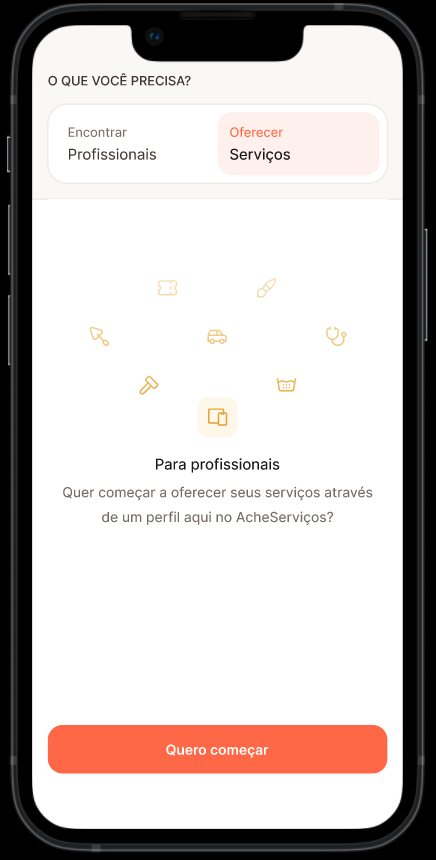 O QUE VOCÊ PRECISA?
Encontrar
Profissionais
Oferecer
Serviços
Para profissionais
Quer começar a oferecer seus serviços através
de um perfil aqui no AcheServiços?
Quero começar